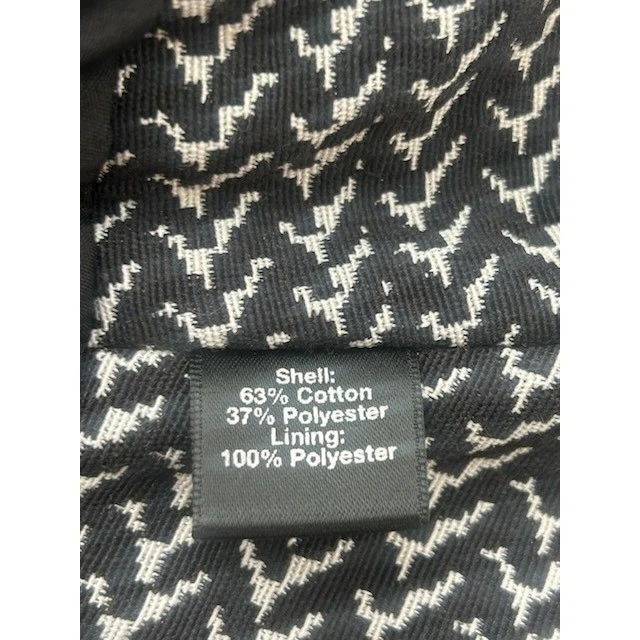 Shell:
63% Cotton
37% Polyester
Lining:
100% Polyester